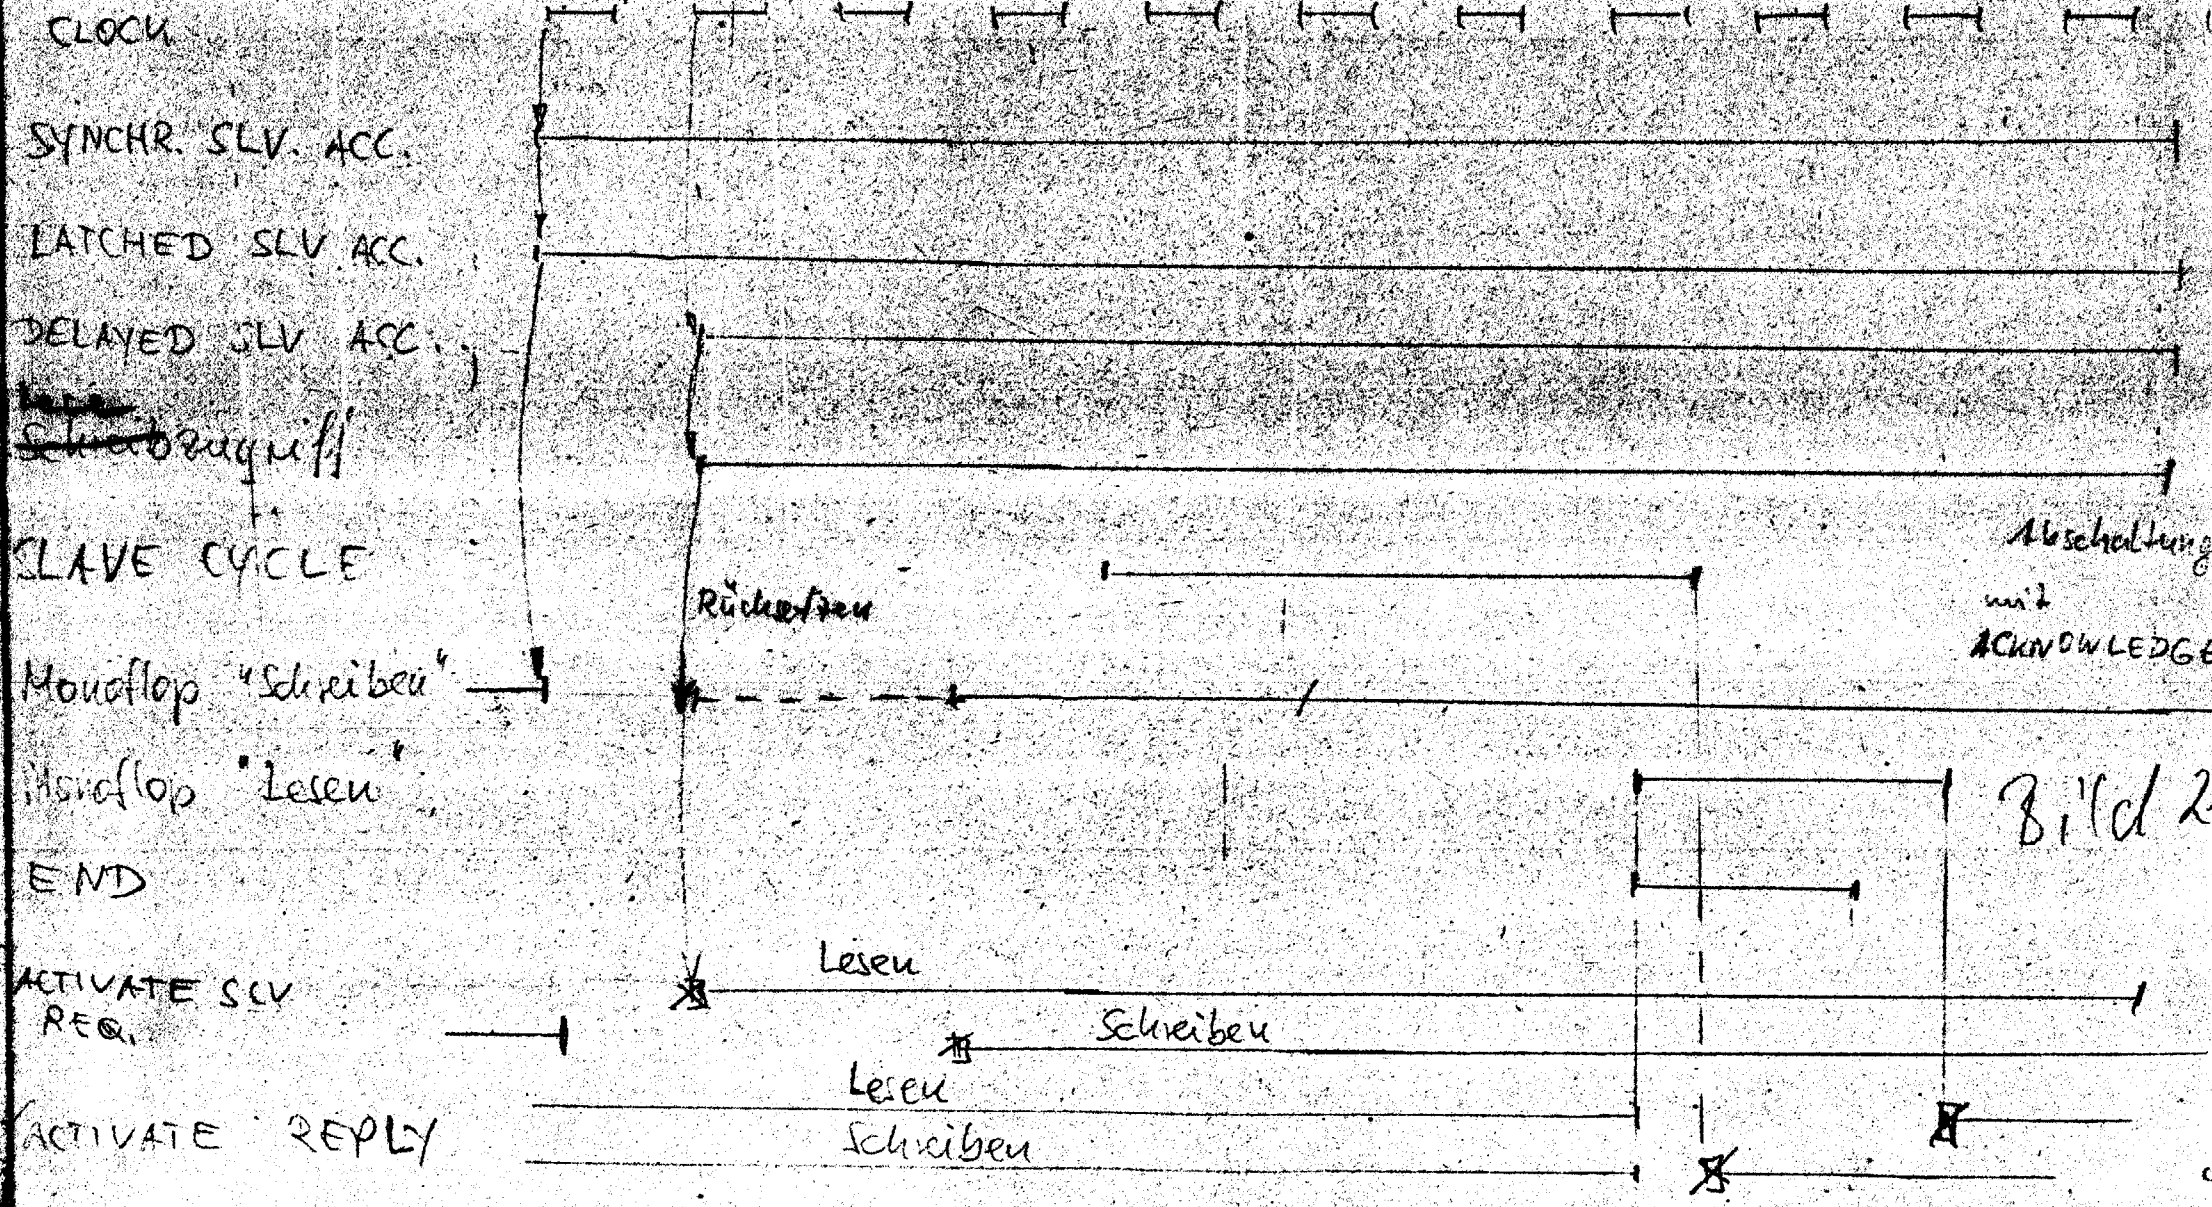 CLOCK
SYNCHR. SLV. ACC.
LATCHED SLV. ACC.
DELAYED SLV ACC.
bzugriff
SLAVE CYCLE
Abschaltung
mit
ACKNOWLEDGE
Rücksetzen
Monoflop "Schreiben"
Monoflop "Lesen"
Bild 2
END
Lesen
ACTIVATE SLV
REQ.
Schreiben
Lesen
ACTIVATE REPLY
Schreiben